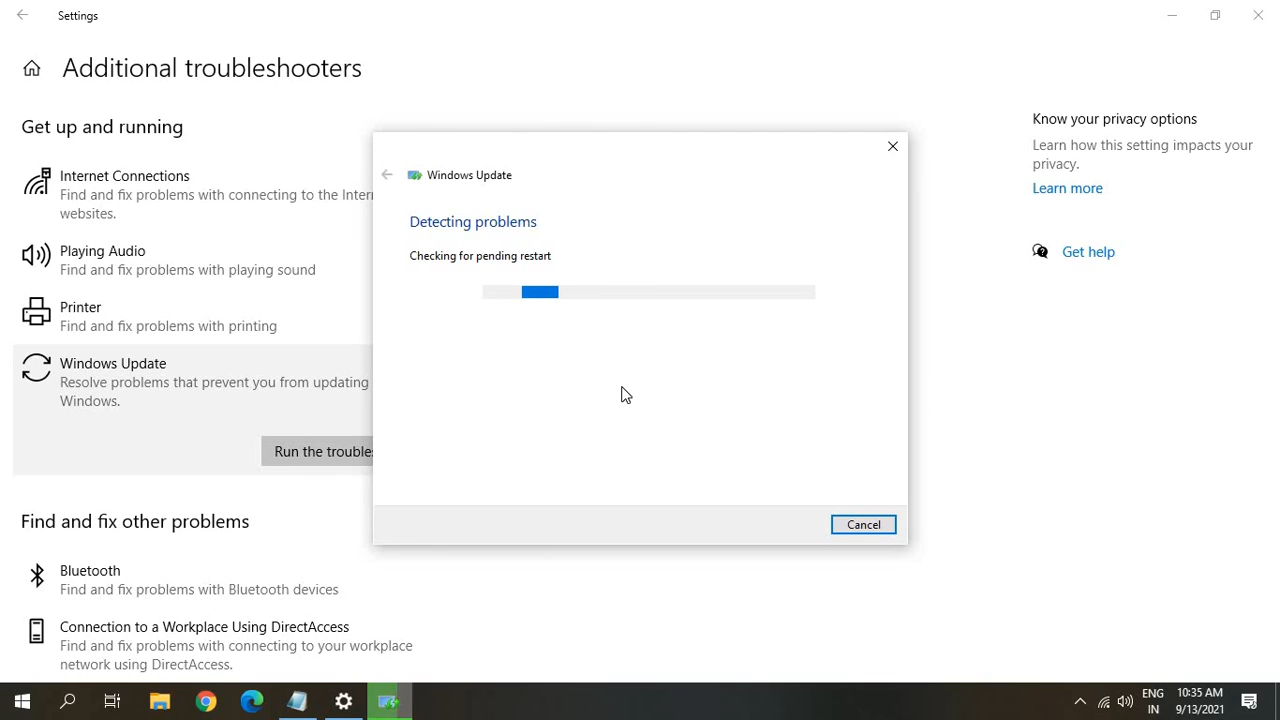 Settings
Additional troubleshooters
Get up and running
Internet Connections
Find and fix problems with connecting to the
websites.
Playing Audio
Find and fix problems with playing sound
Printer
Find and fix problems with printing
Windows Update
Resolve problems that prevent you from updating
Windows.
Run the
Find and fix other problems
Bluetooth
Find and fix problems with Bluetooth devices
Connection to a Workplace Using DirectAccess
Find and fix problems with connecting to your workplace
network using DirectAccess.
Windows Update
Detecting problems
Checking for pending restart
Cancel
Know your privacy options
Learn how this setting impacts your
privacy.
Learn more
Get help
ENG
IN
10:35 AM
9/13/2021